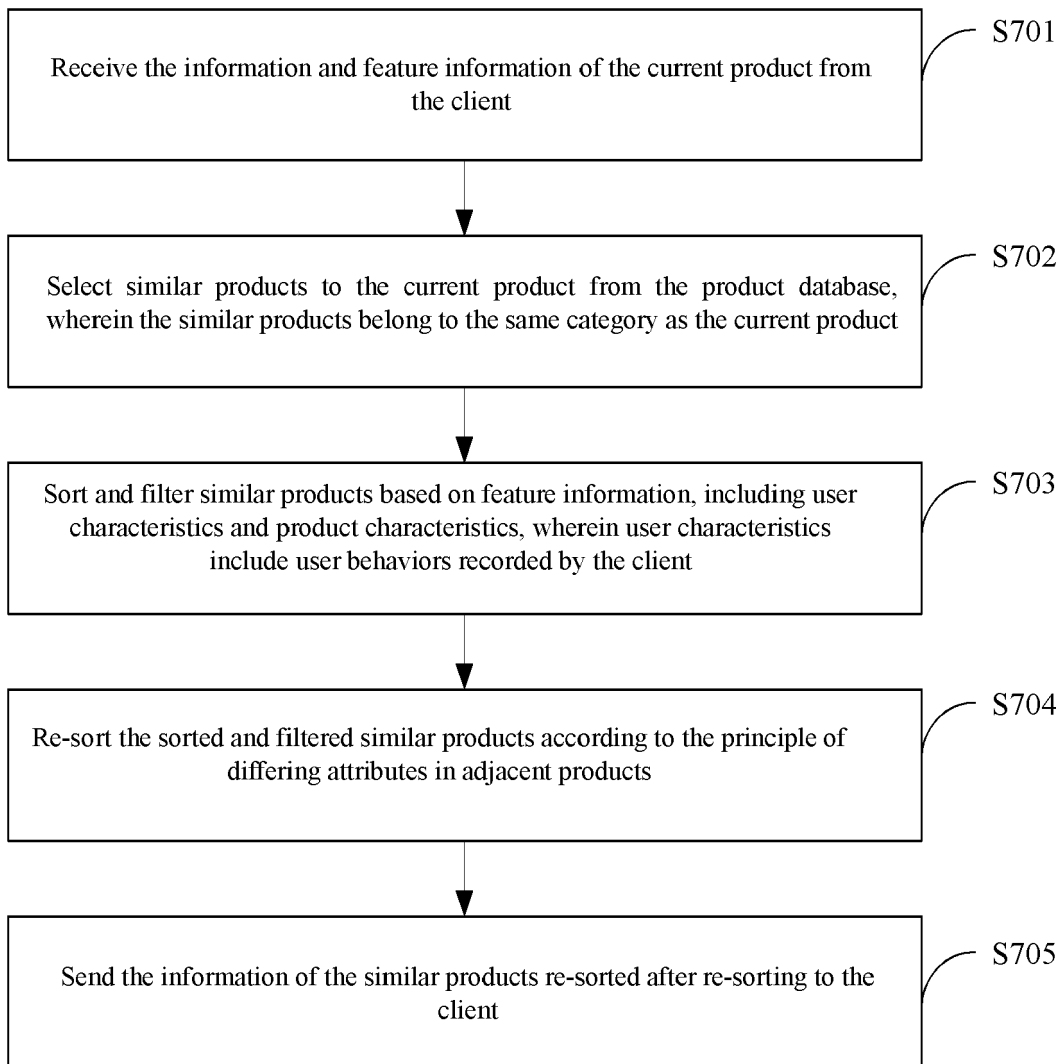 S701
Receive the information and feature information of the current product from
the client
S702
Select similar products to the current product from the product database,
wherein the similar products belong to the same category as the current product
S703
Sort and filter similar products based on feature information, including user
characteristics and product characteristics, wherein user characteristics
include user behaviors recorded by the client
S704
Re-sort the sorted and filtered similar products according to the principle of
differing attributes in adjacent products
S705
Send the information of the similar products re-sorted after re-sorting to the
client